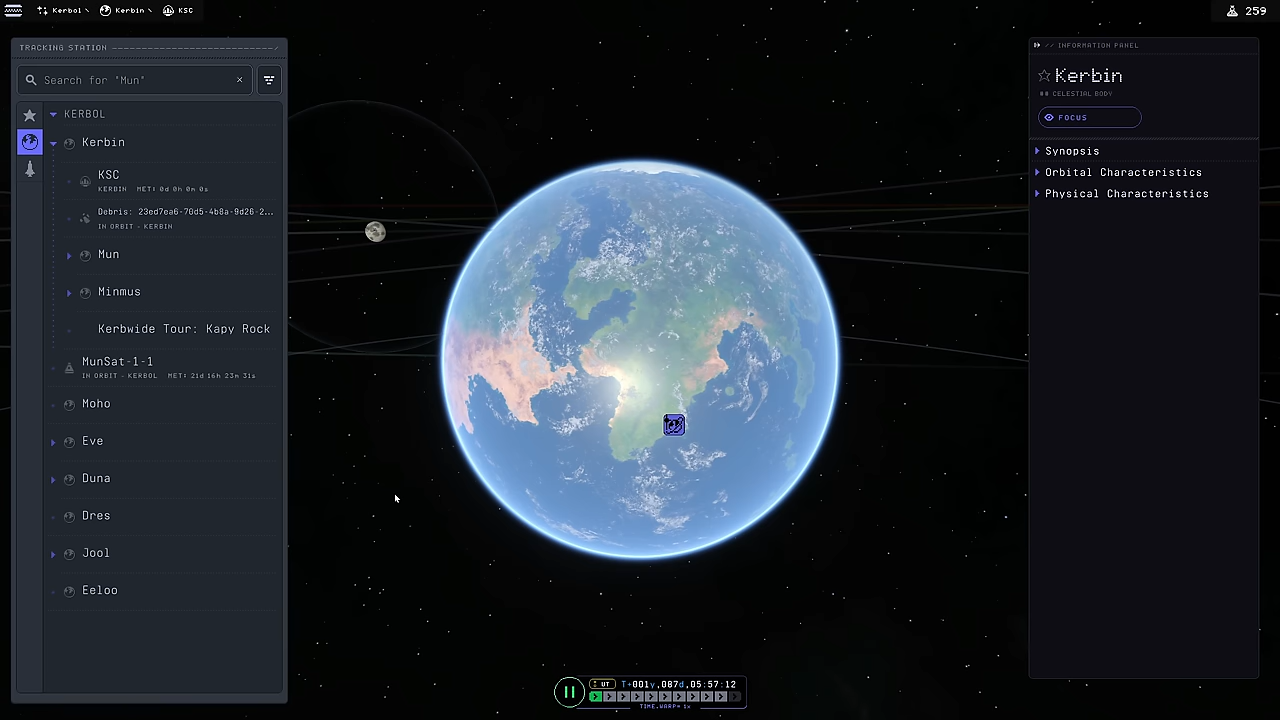 Kerbol
Kerbin
KSC
259
TRACKING STATION
Search for "Mun"
KERBOL
Kerbin
KSC
KERBIN MET: 0d 0h 0m 0s
Debris: 23ed7ea6-70d5-4b8a-9d26-2...
IN ORBIT - KERBIN
Mun
Minmus
Kerbwide Tour: Kapy Rock
MunSat-1-1
IN ORBIT - KERBOL MET: 21d 16h 23m 31s
Moho
Eve
Duna
Dres
Jool
Eeloo
// INFORMATION PANEL
Kerbin
CELESTIAL BODY
FOCUS
Synopsis
Orbital Characteristics
Physical Characteristics
UT T+001y,087d,05:57:12
TIME.WARP= 1x